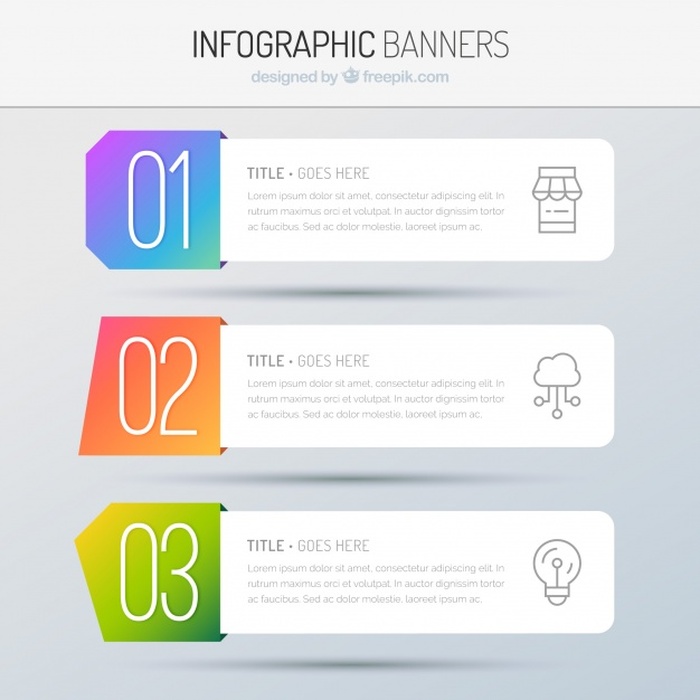 INFOGRAPHIC BANNERS
designed by freepik.com
01
TITLE • GOES HERE
Lorem ipsum dolor sit amet, consectetur adipiscing elit. In
rutrum maximus orci et volutpat. In auctor dignissim tortor
ac faucibus. Sed ac dolor molestie, laoreet purus ac.
02
TITLE • GOES HERE
Lorem ipsum dolor sit amet, consectetur adipiscing elit. In
rutrum maximus orci et volutpat. In auctor dignissim tortor
ac faucibus. Sed ac dolor molestie, laoreet purus ac.
03
TITLE • GOES HERE
Lorem ipsum dolor sit amet, consectetur adipiscing elit. In
rutrum maximus orci et volutpat. In auctor dignissim tortor
ac faucibus. Sed ac dolor molestie, laoreet purus ac.